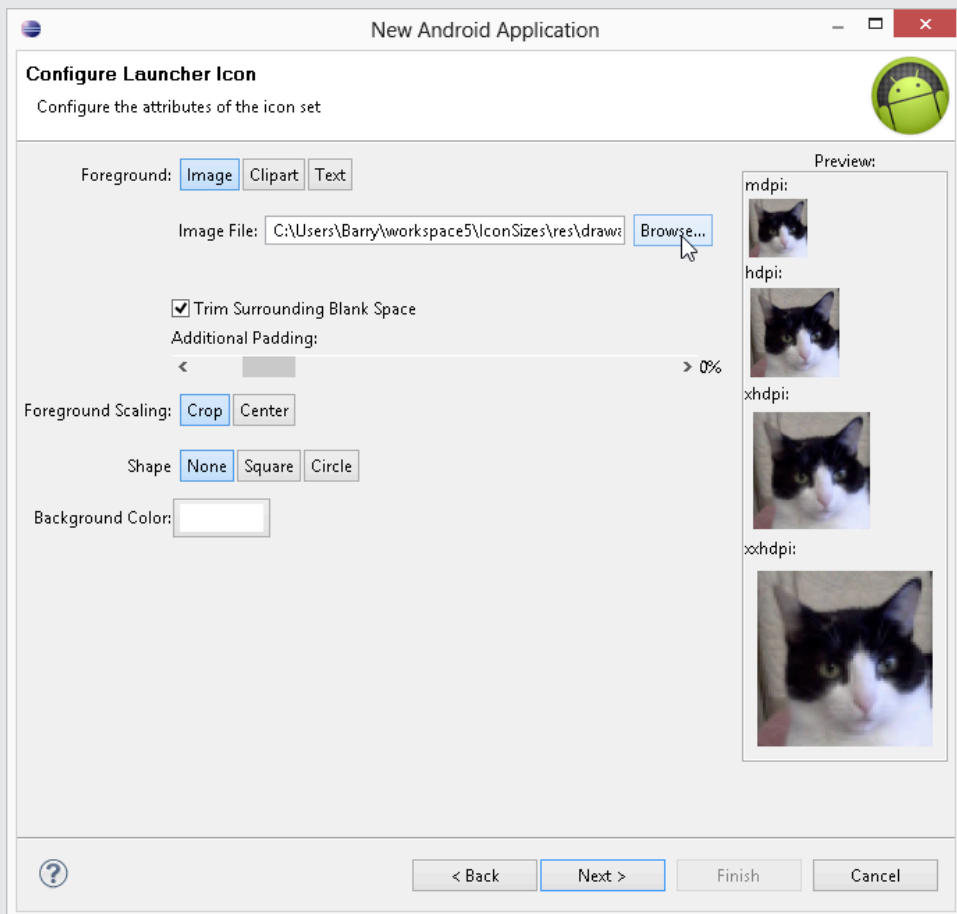 New Android Application
Configure Launcher Icon
Configure the attributes of the icon set
Foreground: Image Clipart Text
Image File: C:\Users\Barry\workspace5\IconSizes\res\drawa Browse...
Trim Surrounding Blank Space
Additional Padding:
< > 0%
Foreground Scaling: Crop Center
Shape None Square Circle
Background Color:
Preview:
mdpi:
hdpi:
xhdpi:
xxhdpi:
? < Back Next > Finish Cancel